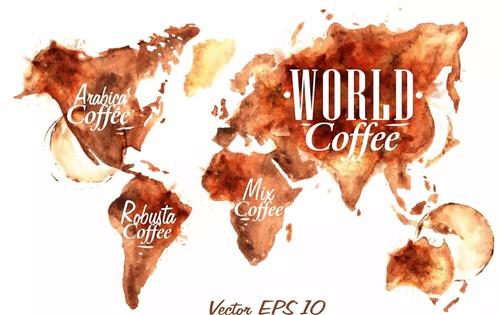 Arabica
Coffee
WORLD
Coffee
Robusta
Coffee
Mix
Coffee
Vector EPS 10